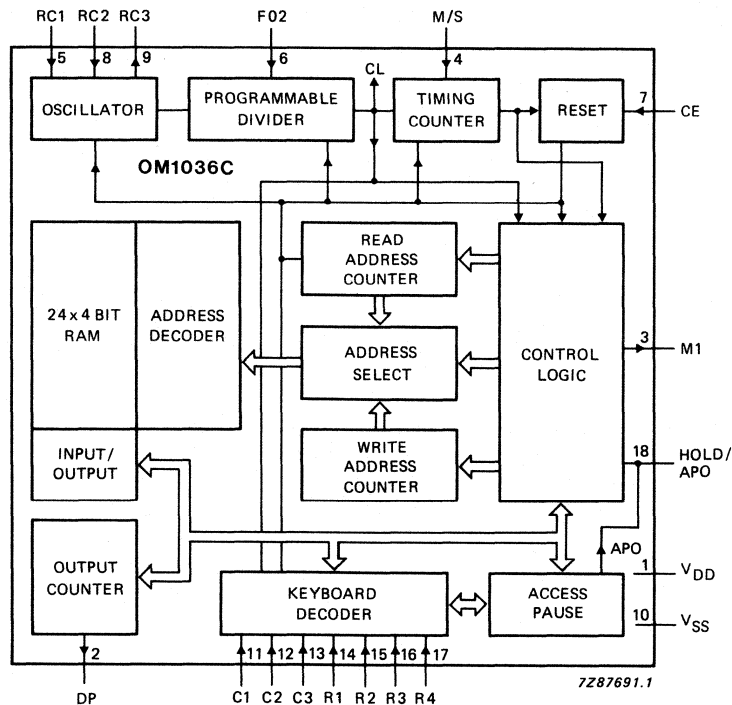 RC1 RC2 RC3 F02 M/S
5 8 9 6 CL 4
OSCILLATOR
PROGRAMMABLE
DIVIDER
TIMING
COUNTER
RESET
7
CE
OM1036C
24 x 4 BIT
RAM
ADDRESS
DECODER
READ
ADDRESS
COUNTER
ADDRESS
SELECT
WRITE
ADDRESS
COUNTER
CONTROL
LOGIC
3
M1
18
HOLD/
APO
INPUT/
OUTPUT
OUTPUT
COUNTER
KEYBOARD
DECODER
APO
ACCESS
PAUSE
1
VDD
10
VSS
2 11 12 13 14 15 16 17
DP C1 C2 C3 R1 R2 R3 R4
7Z87691.1